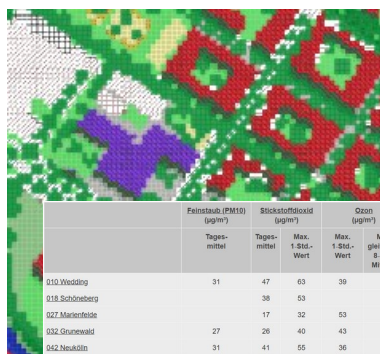 Feinstaub (PM10) Stickstoffdioxid Ozon
(µg/m³) (µg/m³) (µg/m³)
Tages- Tages- Max. Max.
mittel mittel 1-Std.- 1-Std.-
Wert Wert
010 Wedding 31 47 63 39
018 Schöneberg 38 53
027 Marienfelde 17 32 53
032 Grunewald 27 26 40 43
042 Neukölln 31 41 55 36